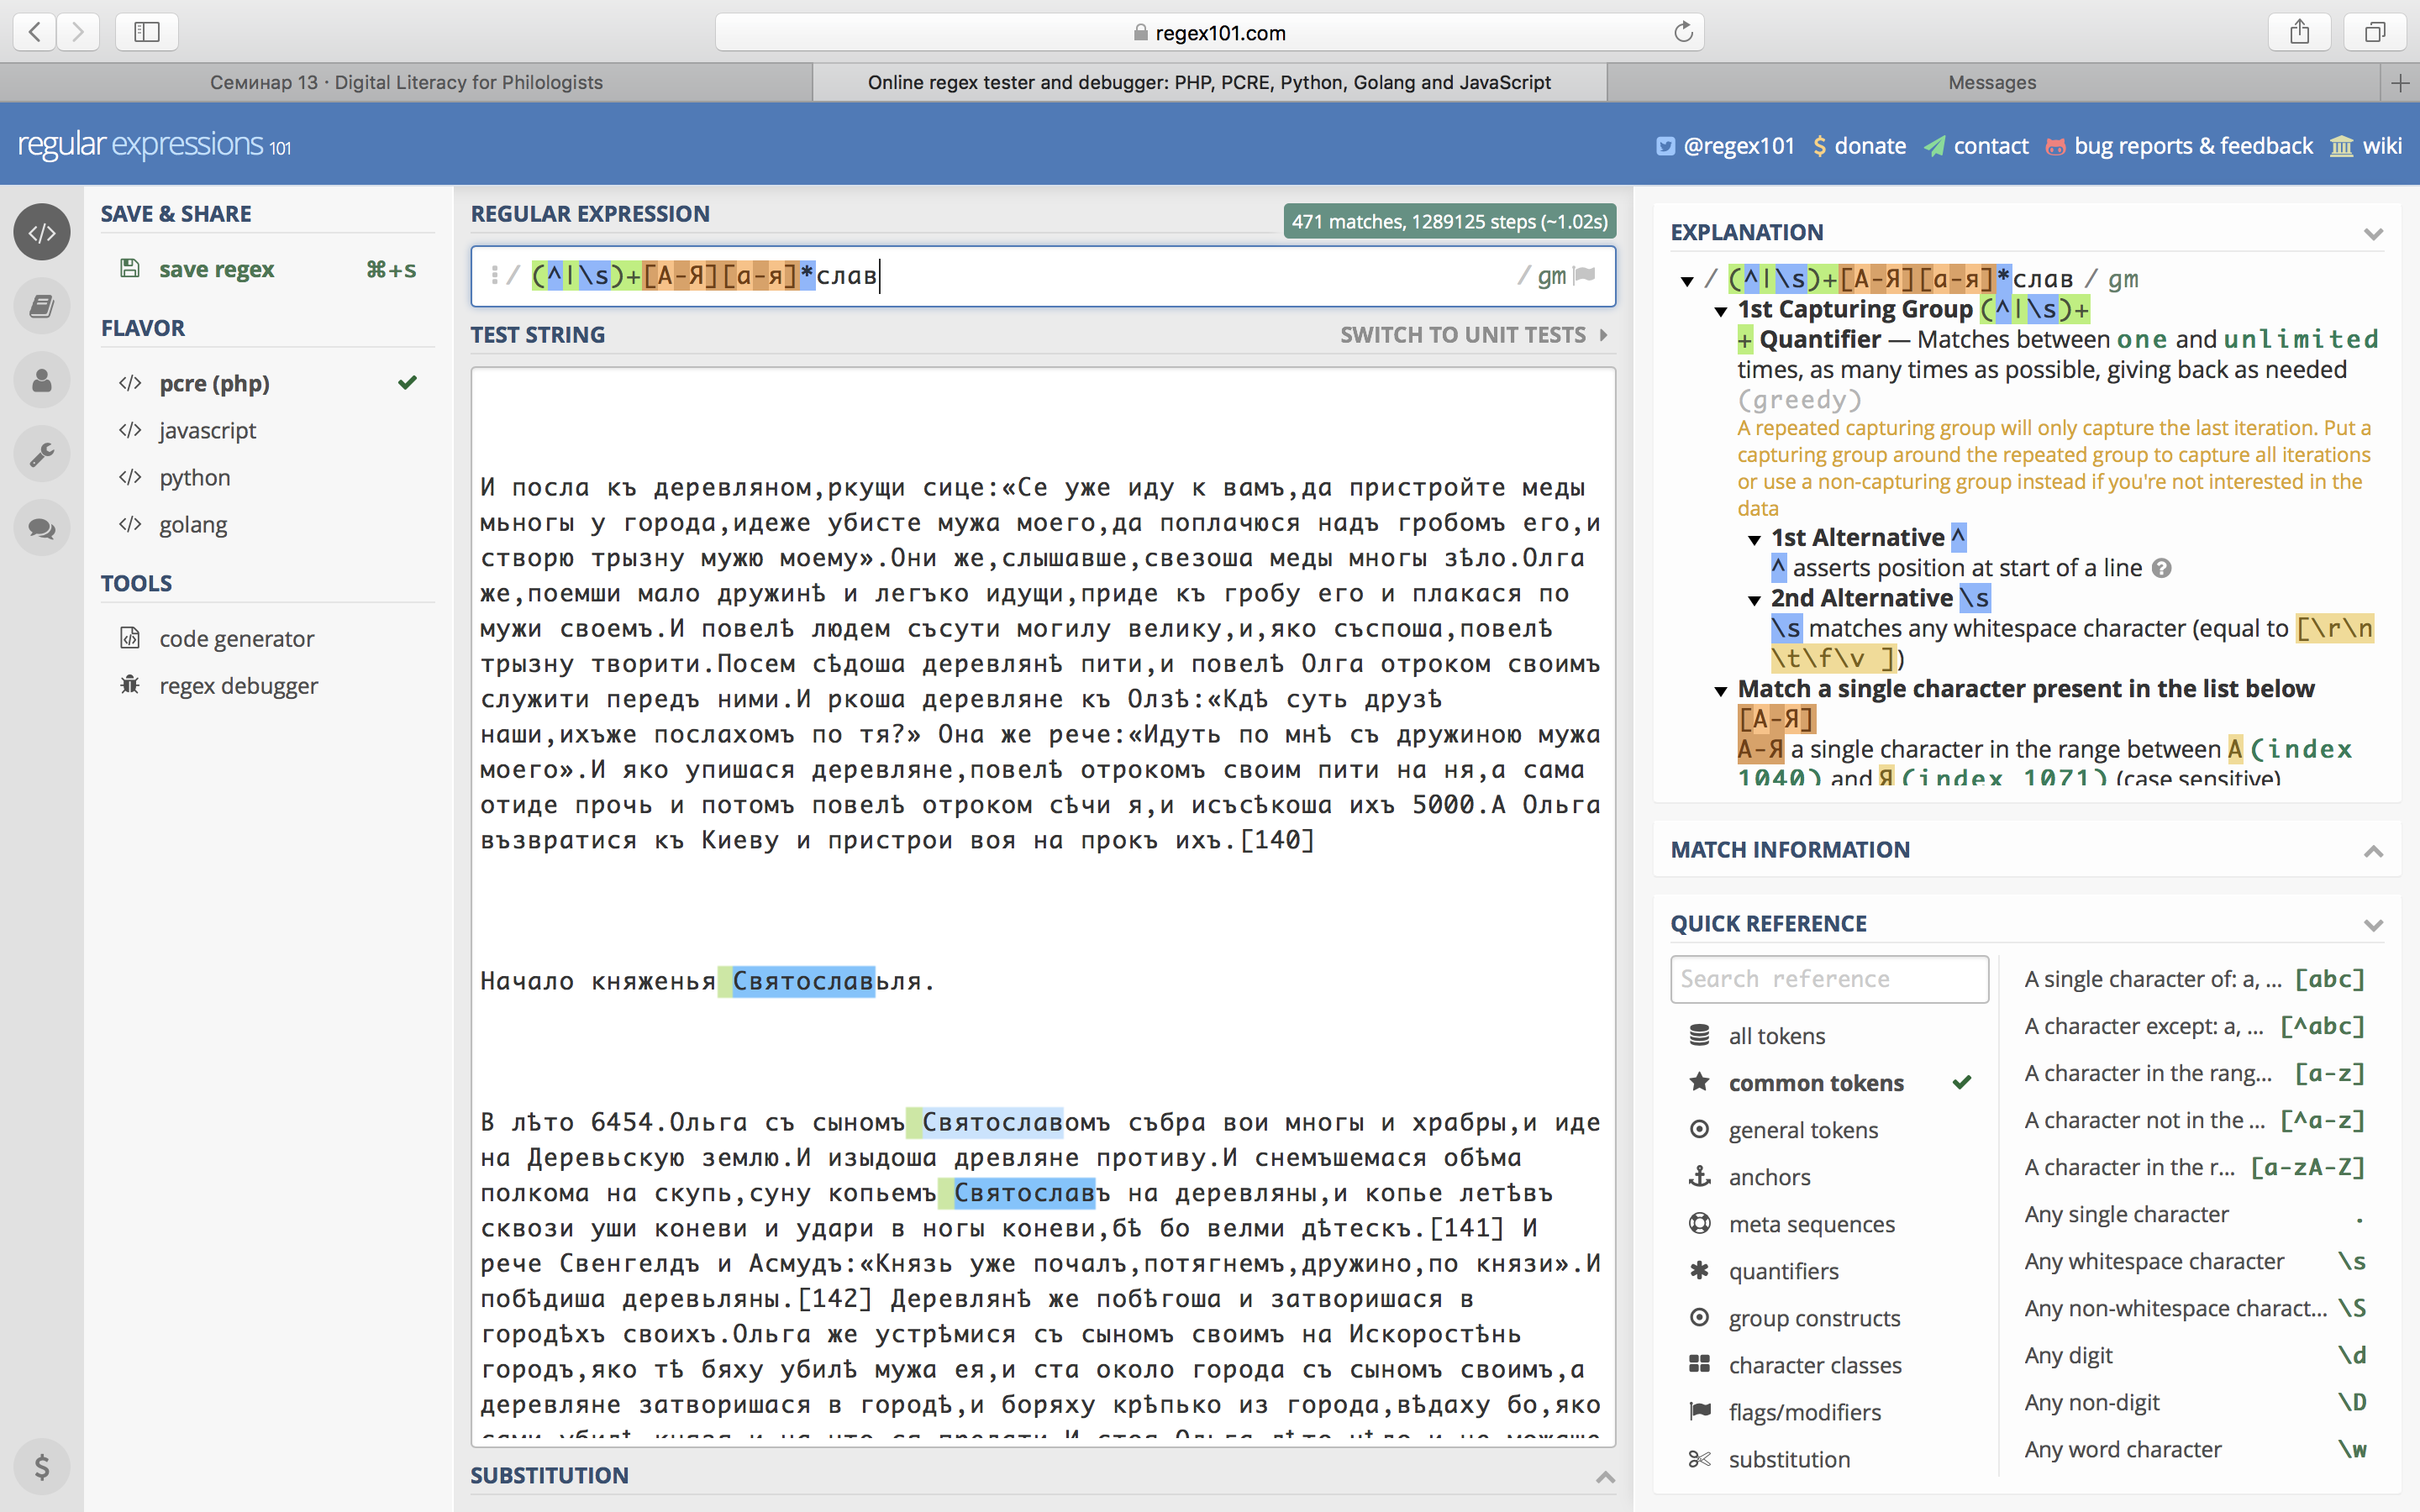 regex101.com
Семинар 13 · Digital Literacy for Philologists
Online regex tester and debugger: PHP, PCRE, Python, Golang and JavaScript
Messages
regular expressions 101
@regex101
$ donate
contact
bug reports & feedback
wiki
SAVE & SHARE
save regex ⌘+S
FLAVOR
</> pcre (php)
</> javascript
</> python
</> golang
TOOLS
code generator
regex debugger
REGULAR EXPRESSION
471 matches, 1289125 steps (~1.02s)
/ (^|\s)+[А-Я][а-я]*слав / gm
TEST STRING
SWITCH TO UNIT TESTS
И посла къ деревляном,ркущи сице:«Се уже иду к вамъ,да пристройте меды
мьногы у города,идеже убисте мужа моего,да поплачюся надъ гробомъ его,и
створю трызну мужю моему».Они же,слышавше,свезоша меды многы зѣло.Олга
же,поемши мало дружинѣ и легъко идущи,приде къ гробу его и плакася по
мужи своемъ.И повелѣ людем съсути могилу велику,и,яко съспоша,повелѣ
трызну творити.Посем сѣдоша деревлянѣ пити,и повелѣ Олга отроком своимъ
служити передъ ними.И ркоша деревляне къ Олзѣ:«Кдѣ суть друзѣ
наши,ихъже послахомъ по тя?» Она же рече:«Идуть по мнѣ съ дружиною мужа
моего».И яко упишася деревляне,повелѣ отрокомъ своим пити на ня,а сама
отиде прочь и потомъ повелѣ отроком сѣчи я,и исъсѣкоша ихъ 5000.А Ольга
възвратися къ Киеву и пристрои воя на прокъ ихъ.[140]
Начало княженья Святославьля.
В лѣто 6454.Ольга съ сыномъ Святославомъ събра вои многы и храбры,и иде
на Деревьскую землю.И изыдоша древляне противу.И снемъшемася обѣма
полкома на скупь,суну копьемъ Святославъ на деревляны,и копье летѣвъ
сквози уши коневи и удари в ногы коневи,бѣ бо велми дѣтескъ.[141] И
рече Свенгелдъ и Асмудъ:«Князь уже почалъ,потягнемъ,дружино,по князи».И
побѣдиша деревьляны.[142] Деревлянѣ же побѣгоша и затворишася в
городѣхъ своихъ.Ольга же устрѣмися съ сыномъ своимъ на Искоростѣнь
городъ,яко тѣ бяху убилѣ мужа ея,и ста около города съ сыномъ своимъ,а
деревляне затворишася в городѣ,и боряху крѣпько из города,вѣдаху бо,яко
SUBSTITUTION
EXPLANATION
/ (^|\s)+[А-Я][а-я]*слав / gm
1st Capturing Group (^|\s)+
+ Quantifier — Matches between one and unlimited
times, as many times as possible, giving back as needed
(greedy)
A repeated capturing group will only capture the last iteration. Put a
capturing group around the repeated group to capture all iterations
or use a non-capturing group instead if you're not interested in the
data
1st Alternative ^
^ asserts position at start of a line
2nd Alternative \s
\s matches any whitespace character (equal to [\r\n
\t\f\v ])
Match a single character present in the list below
[А-Я]
А-Я a single character in the range between А (index
1040) and Я (index 1071) (case sensitive)
MATCH INFORMATION
QUICK REFERENCE
Search reference
all tokens
common tokens
general tokens
anchors
meta sequences
quantifiers
group constructs
character classes
flags/modifiers
substitution
A single character of: a, ... [abc]
A character except: a, ... [^abc]
A character in the rang... [a-z]
A character not in the ... [^a-z]
A character in the r... [a-zA-Z]
Any single character .
Any whitespace character \s
Any non-whitespace charact... \S
Any digit \d
Any non-digit \D
Any word character \w
$